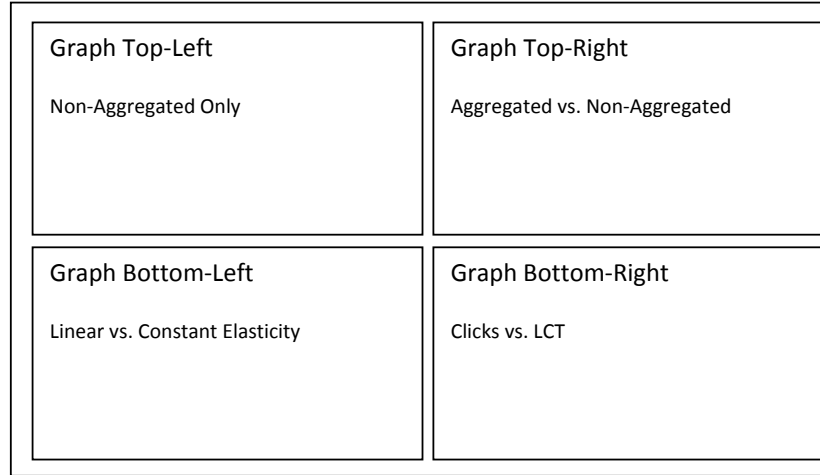 Graph Top-Left
Non-Aggregated Only
Graph Top-Right
Aggregated vs. Non-Aggregated
Graph Bottom-Left
Linear vs. Constant Elasticity
Graph Bottom-Right
Clicks vs. LCT